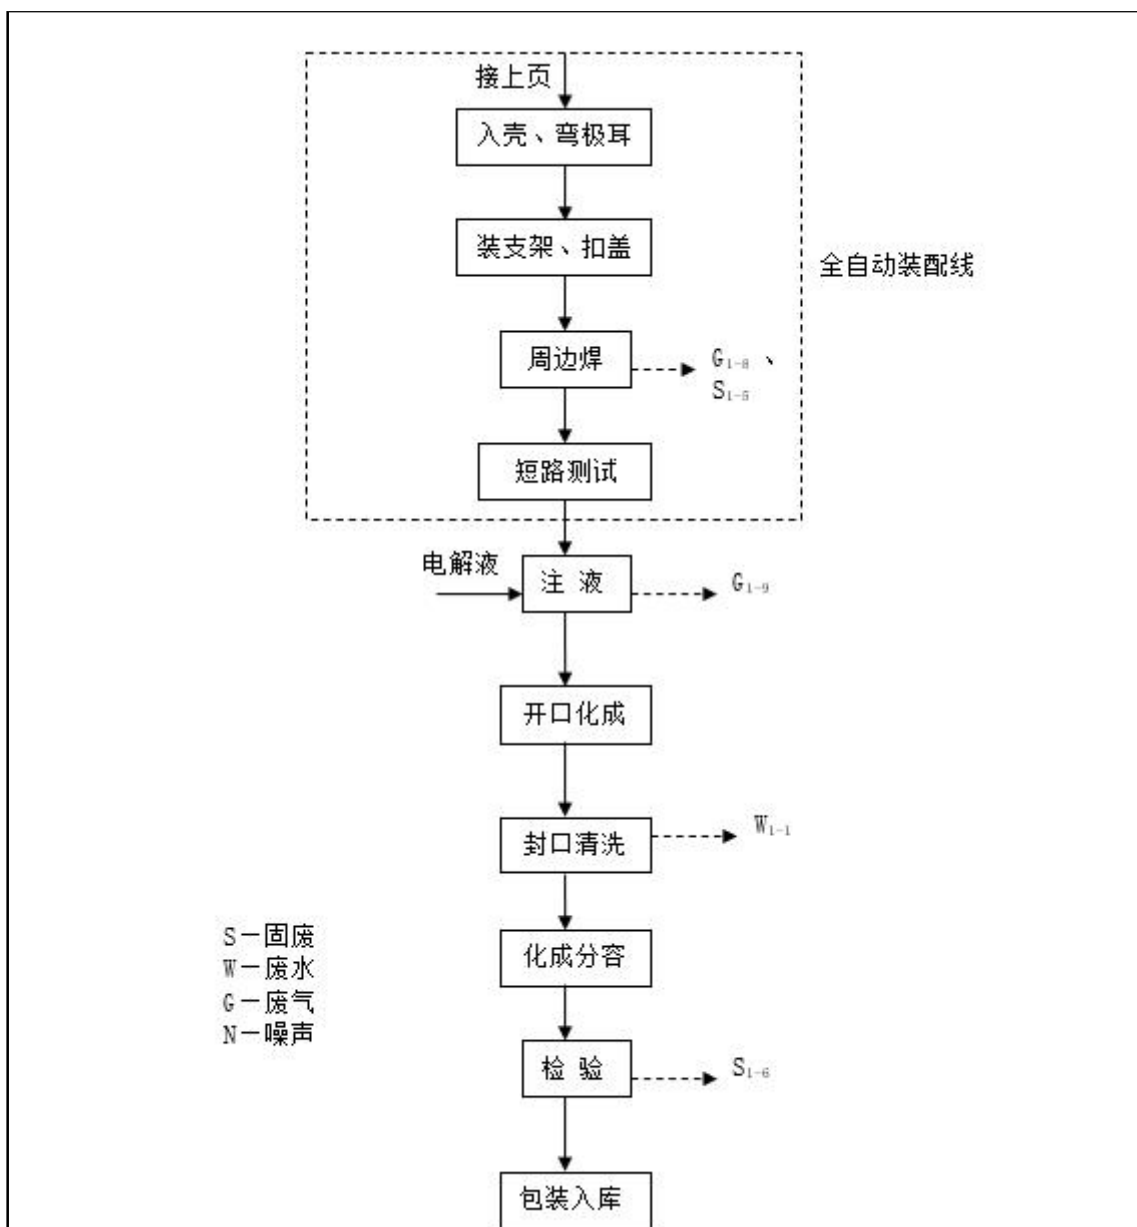 接上页
入壳、弯极耳
装支架、扣盖
全自动装配线
周边焊
G₁₋₈、
S₁₋₅
短路测试
电解液
注 液
G₁₋₉
开口化成
封口清洗
W₁₋₁
S—固废
W—废水
G—废气
N—噪声
化成分容
检 验
S₁₋₆
包装入库